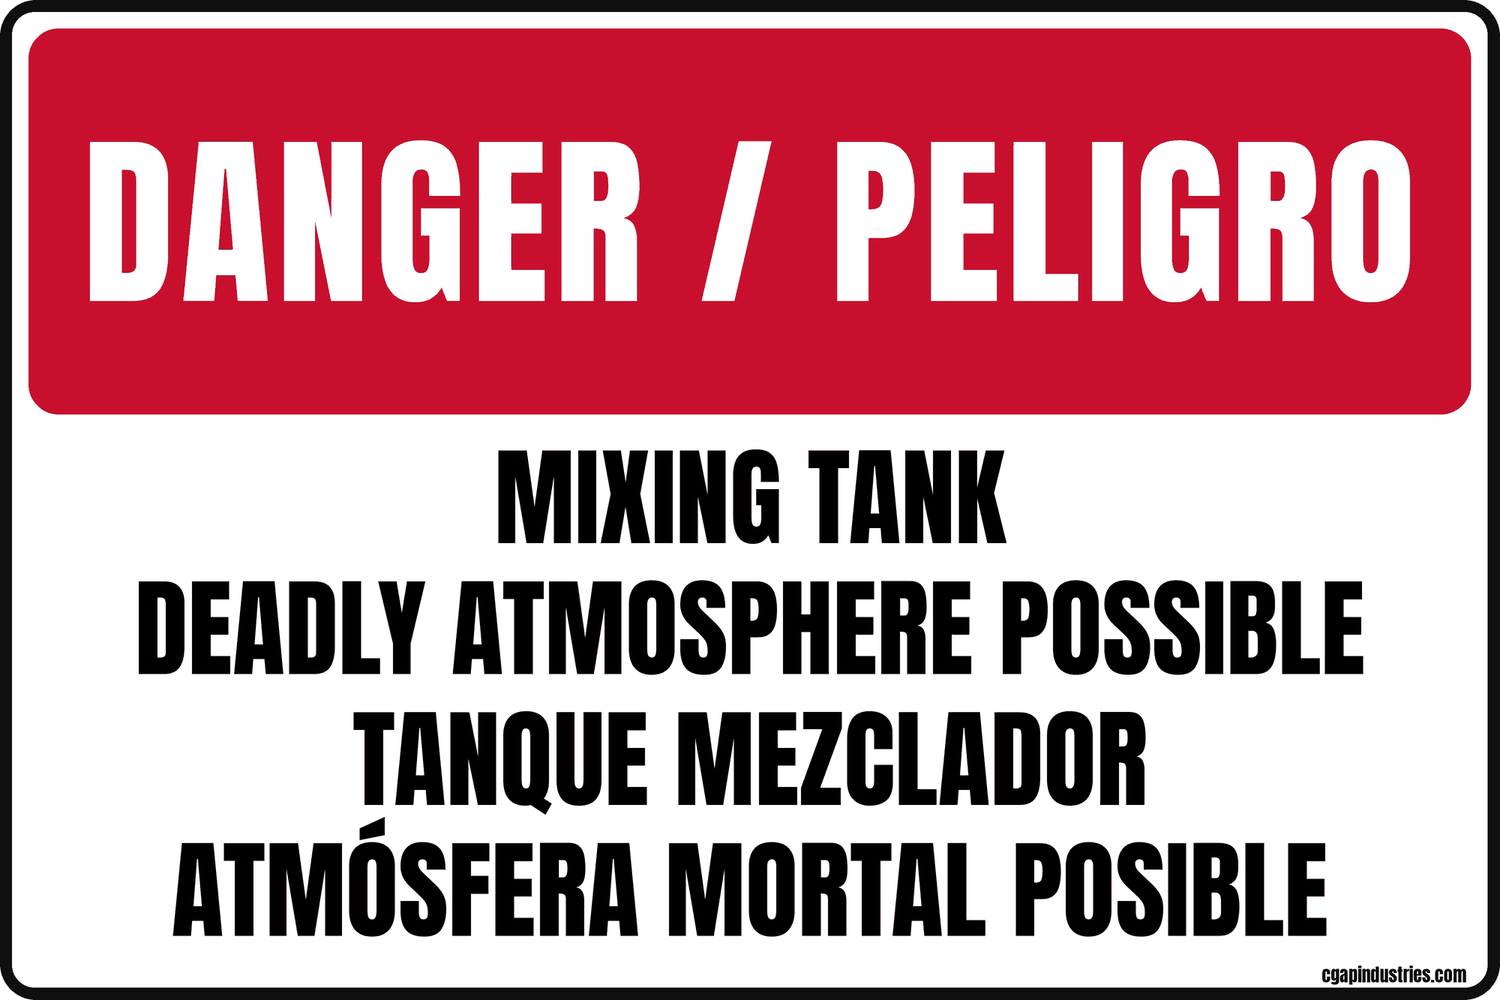 DANGER / PELIGRO
MIXING TANK
DEADLY ATMOSPHERE POSSIBLE
TANQUE MEZCLADOR
ATMÓSFERA MORTAL POSIBLE
cgapindustries.com